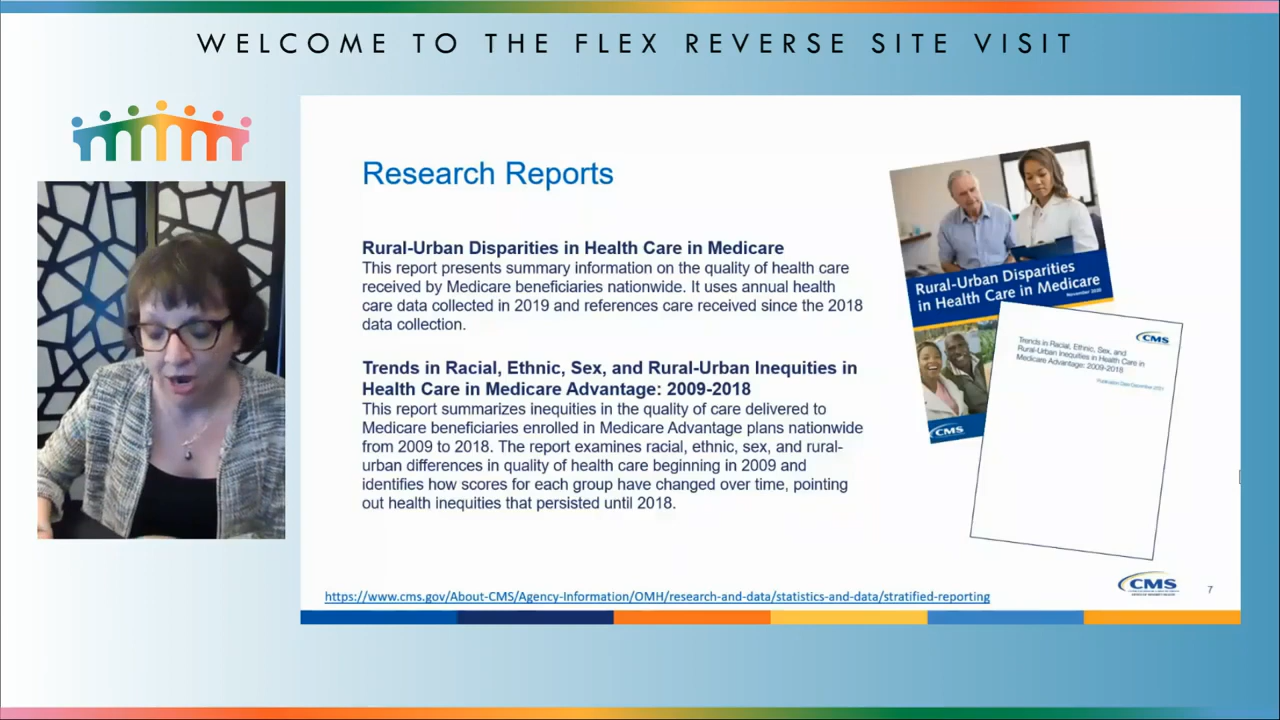 WELCOME TO THE FLEX REVERSE SITE VISIT
Research Reports
Rural-Urban Disparities in Health Care in Medicare
This report presents summary information on the quality of health care
received by Medicare beneficiaries nationwide. It uses annual health
care data collected in 2019 and references care received since the 2018
data collection.
Trends in Racial, Ethnic, Sex, and Rural-Urban Inequities in
Health Care in Medicare Advantage: 2009-2018
This report summarizes inequities in the quality of care delivered to
Medicare beneficiaries enrolled in Medicare Advantage plans nationwide
from 2009 to 2018. The report examines racial, ethnic, sex, and rural-
urban differences in quality of health care beginning in 2009 and
identifies how scores for each group have changed over time, pointing
out health inequities that persisted until 2018.
Rural-Urban Disparities
in Health Care in Medicare
November 2020
CMS
CMS
Trends in Racial, Ethnic, Sex, and
Rural-Urban Inequities in Health Care in
Medicare Advantage: 2009-2018
https://www.cms.gov/About-CMS/Agency-Information/OMH/research-and-data/statistics-and-data/stratified-reporting
CMS
7